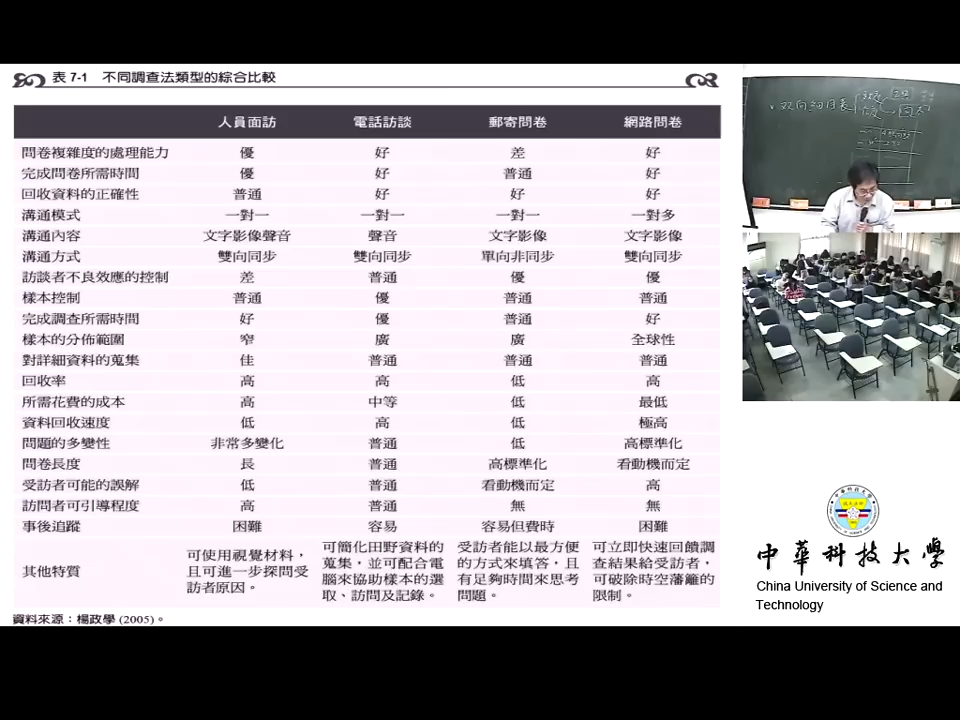 表 7-1 不同調查法類型的綜合比較
人員面訪 電話訪談 郵寄問卷 網路問卷
問卷複雜度的處理能力 優 好 差 好
完成問卷所需時間 優 好 普通 好
回收資料的正確性 普通 好 好 好
溝通模式 一對一 一對一 一對一 一對多
溝通內容 文字影像聲音 聲音 文字影像 文字影像
溝通方式 雙向同步 雙向同步 單向非同步 雙向同步
訪談者不良效應的控制 差 普通 優 優
樣本控制 普通 優 普通 普通
完成調查所需時間 好 優 普通 好
樣本的分佈範圍 窄 廣 廣 全球性
對詳細資料的蒐集 佳 普通 普通 普通
回收率 高 高 低 高
所需花費的成本 高 中等 低 最低
資料回收速度 低 高 低 極高
問題的多變性 非常多變化 普通 低 高標準化
問卷長度 長 普通 高標準化 看動機而定
受訪者可能的誤解 低 普通 看動機而定 高
訪問者可引導程度 高 普通 無 無
事後追蹤 困難 容易 容易但費時 困難
其他特質
可使用視覺材料，
且可進一步探問受
訪者原因。
可簡化田野資料的
蒐集，並可配合電
腦來協助樣本的選
取、訪問及記錄。
受訪者能以最方便
的方式來填答，且
有足夠時間來思考
問題。
可立即快速回饋調
查結果給受訪者，
可破除時空藩籬的
限制。
資料來源：楊政學 (2005)。
中華科技大學
China University of Science and
Technology